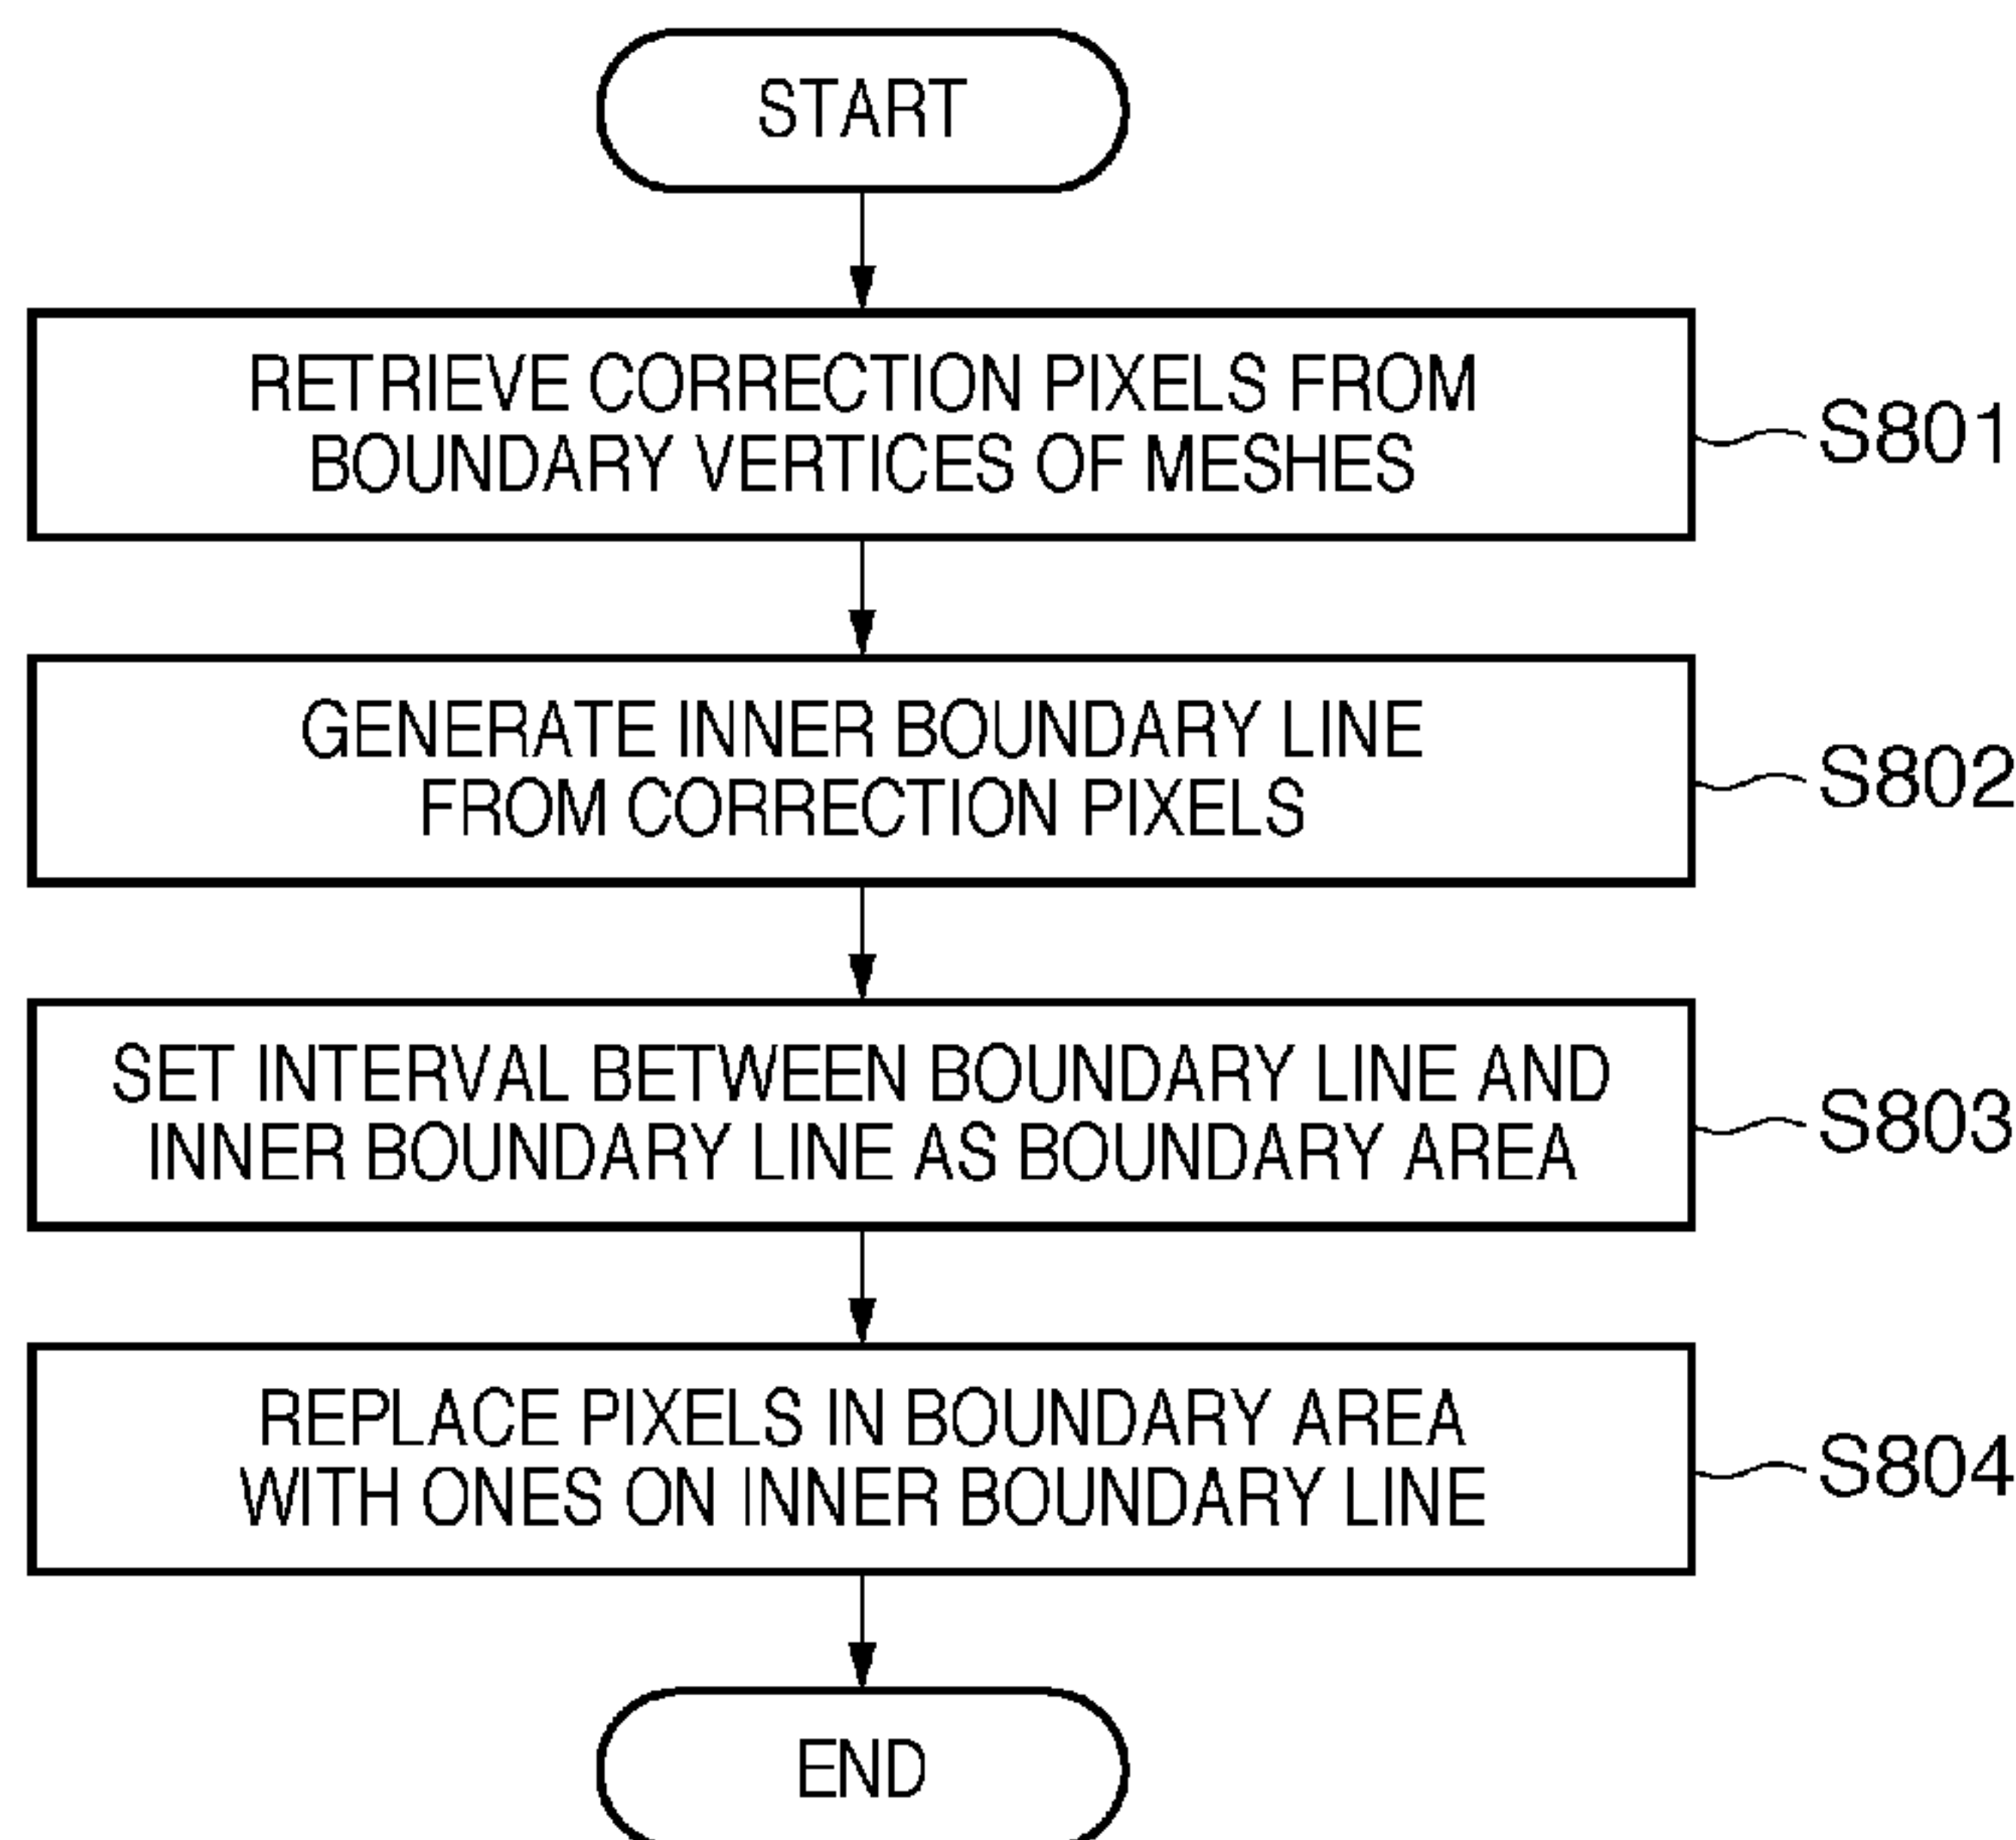 START
RETRIEVE CORRECTION PIXELS FROM
BOUNDARY VERTICES OF MESHES
S801
GENERATE INNER BOUNDARY LINE
FROM CORRECTION PIXELS
S802
SET INTERVAL BETWEEN BOUNDARY LINE AND
INNER BOUNDARY LINE AS BOUNDARY AREA
S803
REPLACE PIXELS IN BOUNDARY AREA
WITH ONES ON INNER BOUNDARY LINE
S804
END